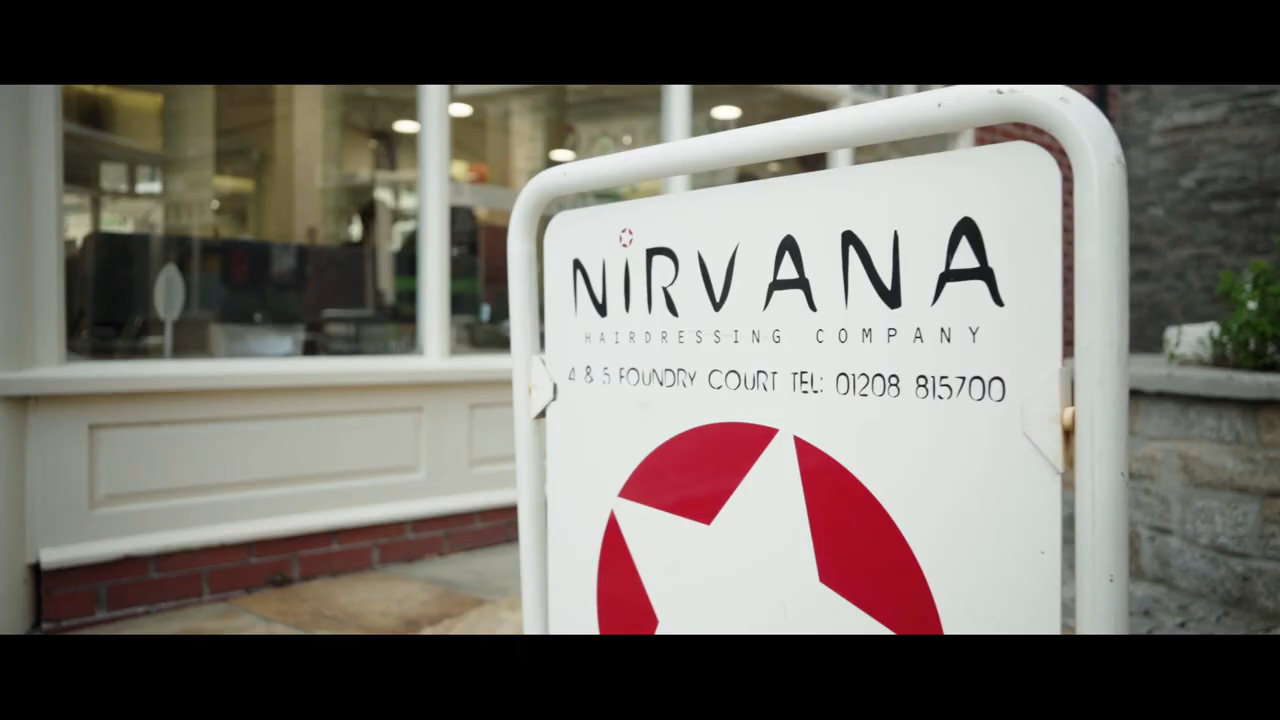 NiRVANA
HAIRDRESSING COMPANY
4 & 5 FOUNDRY COURT TEL: 01208 815700